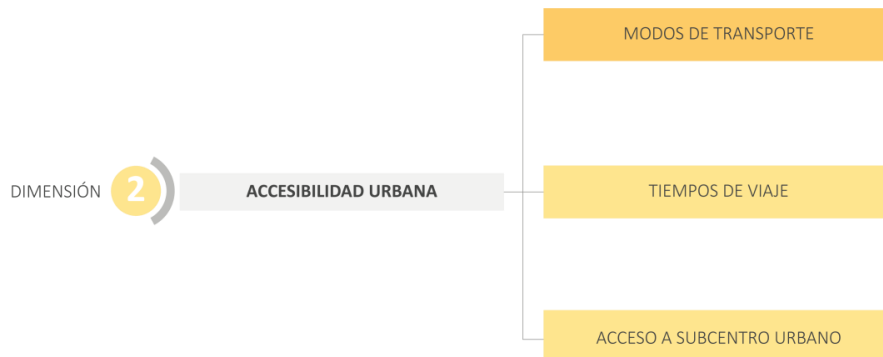 MODOS DE TRANSPORTE
DIMENSIÓN 2 ACCESIBILIDAD URBANA
TIEMPOS DE VIAJE
ACCESO A SUBCENTRO URBANO